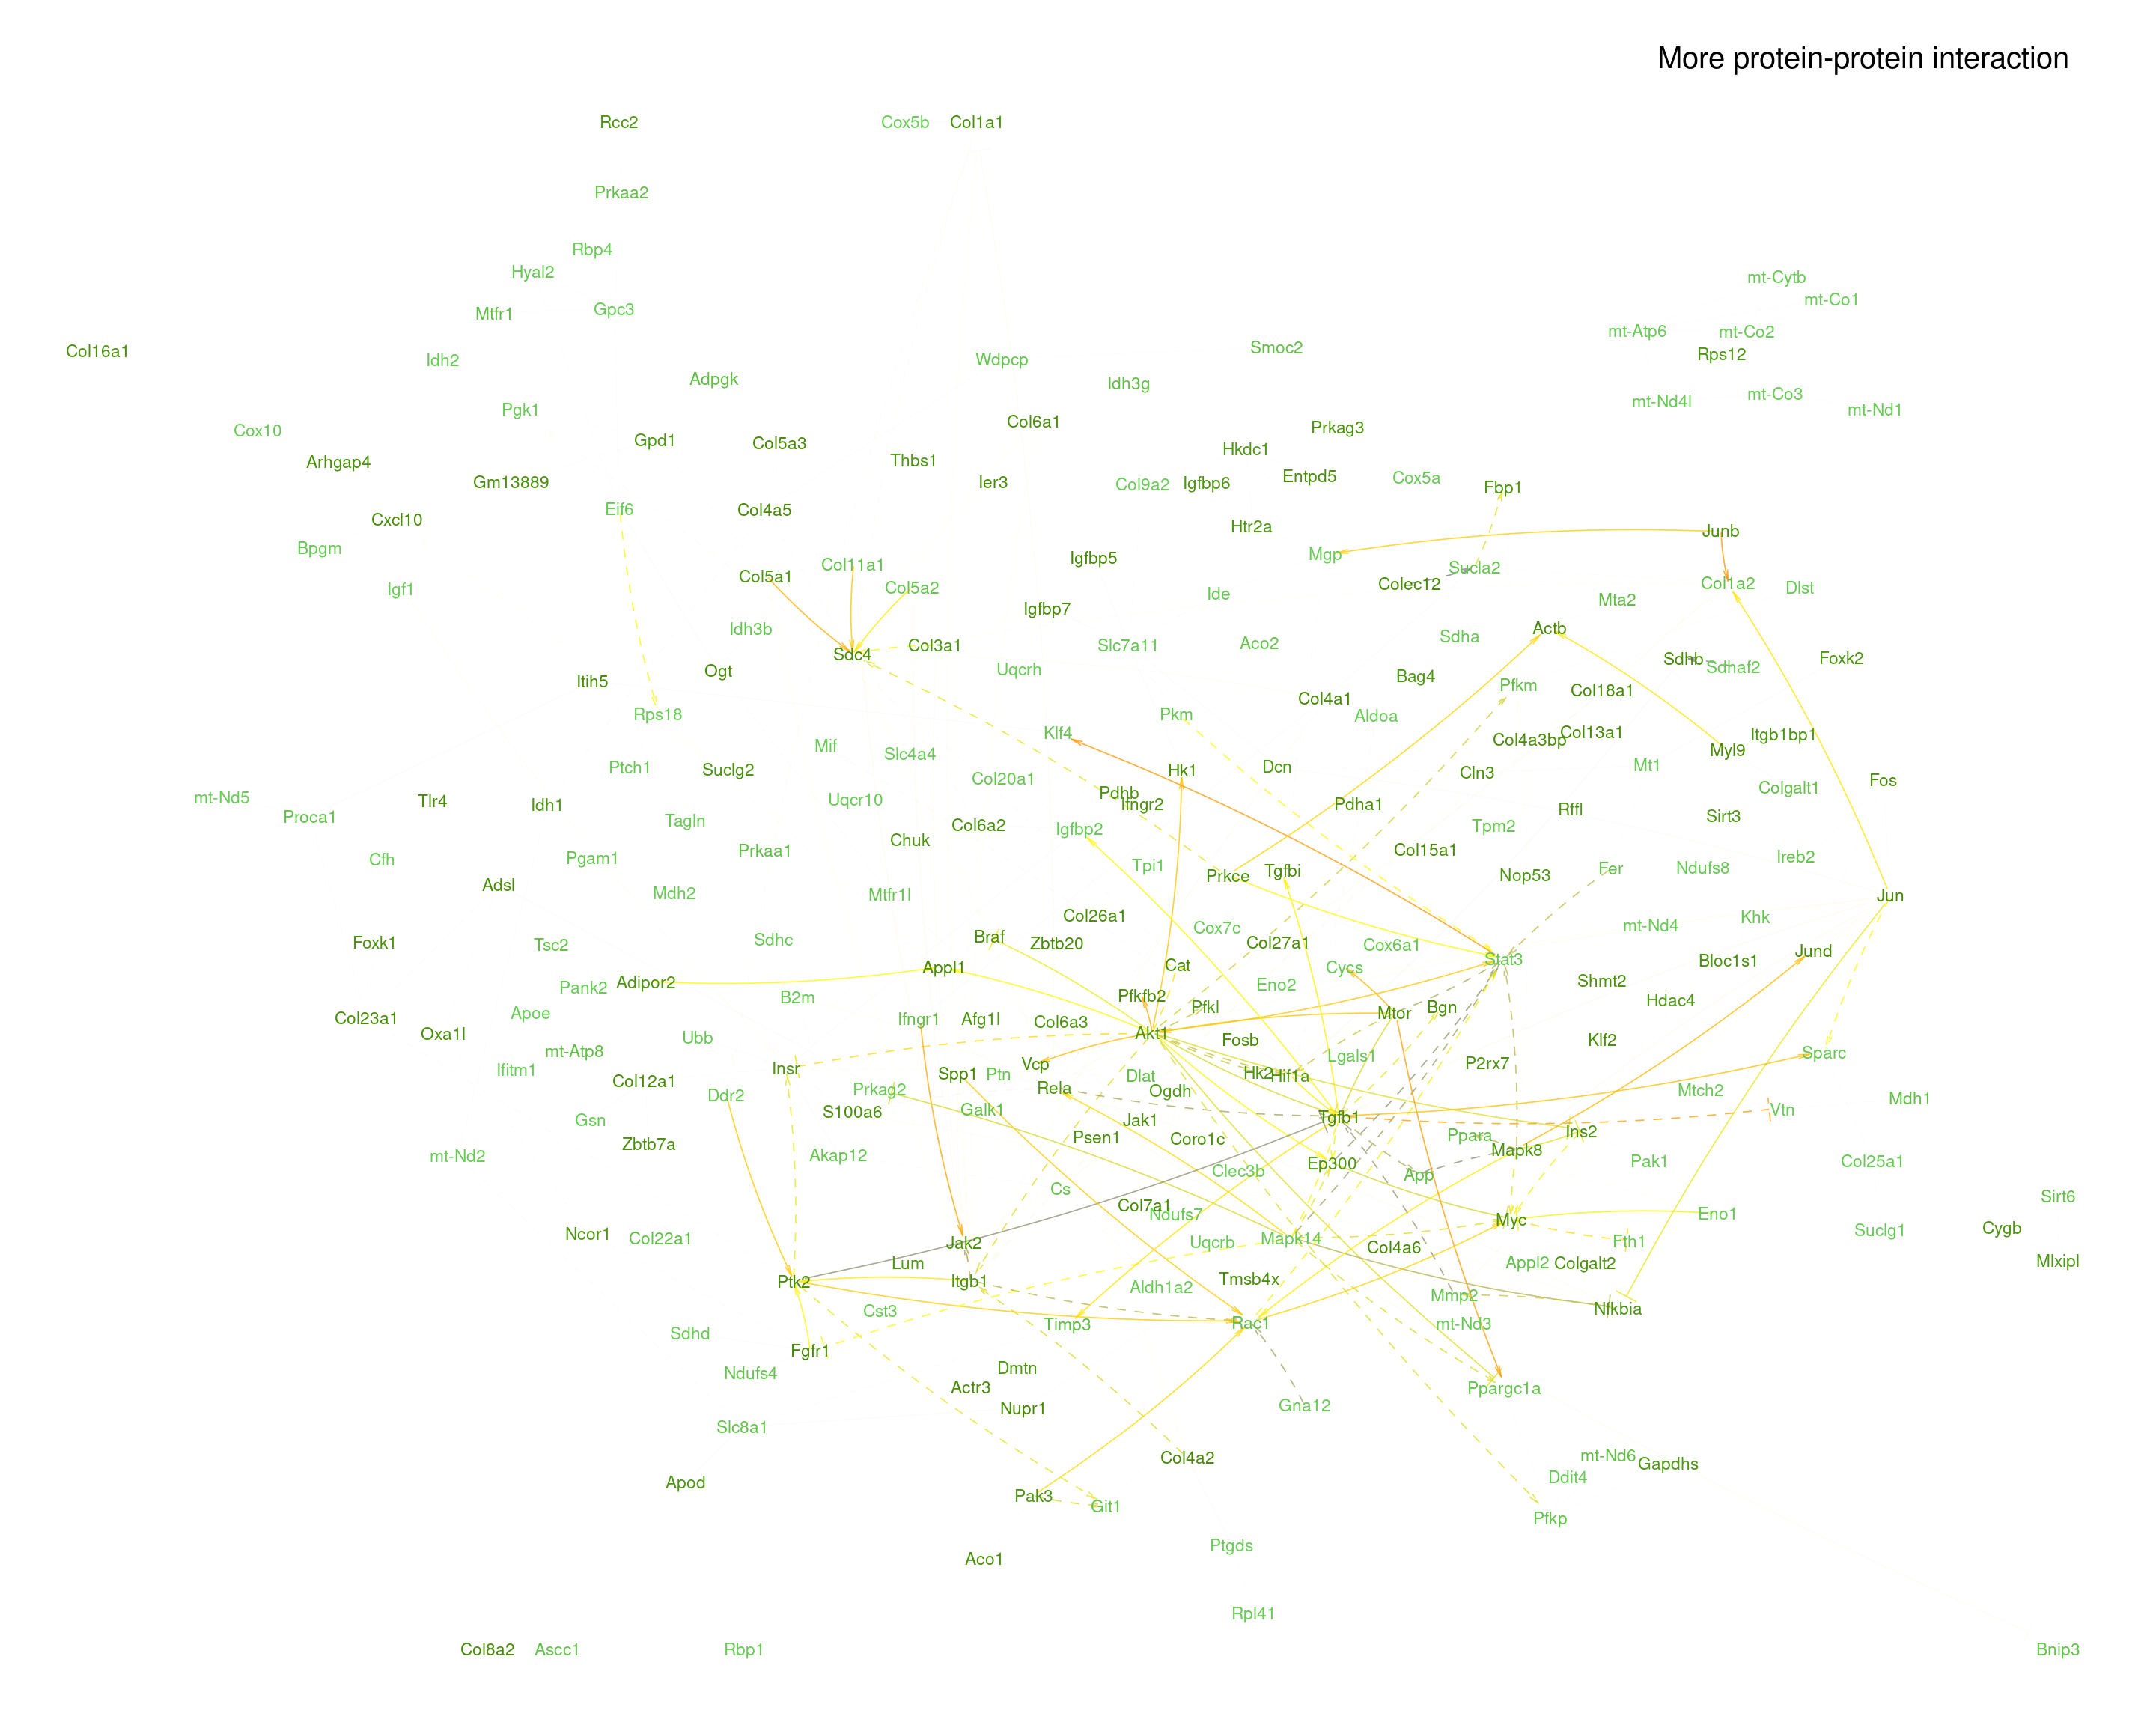 More protein-protein interaction
Rcc2
Cox5b
Col1a1
Prkaa2
Rbp4
Hyal2
mt-Cytb
mt-Co1
Gpc3
Mtfr1
mt-Atp6
mt-Co2
Smoc2
Col16a1
Rps12
Idh2
Wdpcp
Adpgk
Idh3g
mt-Co3
mt-Nd4l
Pgk1
mt-Nd1
Col6a1
Prkag3
Cox10
Gpd1
Col5a3
Hkdc1
Thbs1
Arhgap4
Entpd5
Cox5a
Gm13889
Ier3
Igfbp6
Col9a2
Fbp1
Eif6
Col4a5
Cxcl10
Htr2a
Junb
Bpgm
Mgp
Igfbp5
Col11a1
Sucla2
Col5a1
Colec12
Col1a2
Col5a2
Dlst
Igf1
Ide
Mta2
Igfbp7
Idh3b
Actb
Sdha
Aco2
Col3a1
Slc7a11
Sdc4
Sdhb
Foxk2
Sdhaf2
Ogt
Uqcrh
Bag4
Itih5
Pfkm
Col18a1
Col4a1
Rps18
Pkm
Aldoa
Klf4
Col13a1
Itgb1bp1
Col4a3bp
Mif
Myl9
Slc4a4
Mt1
Ptch1
Dcn
Suclg2
Hk1
Cln3
Col20a1
Fos
Colgalt1
Pdhb
mt-Nd5
Uqcr10
Tlr4
Idh1
Ifngr2
Pdha1
Rffl
Proca1
Sirt3
Tagln
Col6a2
Tpm2
Igfbp2
Chuk
Prkaa1
Col15a1
Ireb2
Pgam1
Cfh
Tpi1
Ndufs8
Fer
Tgfbi
Prkce
Nop53
Adsl
Mdh2
Mtfr1l
Jun
Col26a1
Khk
mt-Nd4
Cox7c
Braf
Sdhc
Foxk1
Zbtb20
Col27a1
Tsc2
Cox6a1
Jund
Stat3
Bloc1s1
Cat
Appl1
Cycs
Shmt2
Adipor2
Eno2
Pank2
Pfkfb2
B2m
Hdac4
Pfkl
Bgn
Apoe
Mtor
Col23a1
Ifngr1
Afg1l
Col6a3
Oxa1l
Akt1
Ubb
Fosb
Klf2
mt-Atp8
Sparc
Lgals1
Vcp
P2rx7
Ifitm1
Insr
Spp1
Ptn
Hk2
Hif1a
Dlat
Col12a1
Rela
Prkag2
Ogdh
Mtch2
Ddr2
Mdh1
Galk1
Vtn
S100a6
Tgfb1
Gsn
Jak1
Ins2
Ppara
Psen1
Coro1c
Zbtb7a
Mapk8
mt-Nd2
Akap12
Pak1
Col25a1
Ep300
Clec3b
App
Cs
Sirt6
Col7a1
Ndufs7
Eno1
Myc
Cygb
Suclg1
Ncor1
Col22a1
Mapk14
Jak2
Uqcrb
Fth1
Col4a6
Mlxipl
Lum
Appl2
Colgalt2
Tmsb4x
Ptk2
Itgb1
Aldh1a2
Mmp2
Nfkbia
Cst3
Timp3
Rac1
mt-Nd3
Sdhd
Fgfr1
Dmtn
Ndufs4
Actr3
Ppargc1a
Gna12
Nupr1
Slc8a1
mt-Nd6
Col4a2
Gapdhs
Ddit4
Apod
Pak3
Git1
Pfkp
Ptgds
Aco1
Rpl41
Col8a2
Ascc1
Rbp1
Bnip3